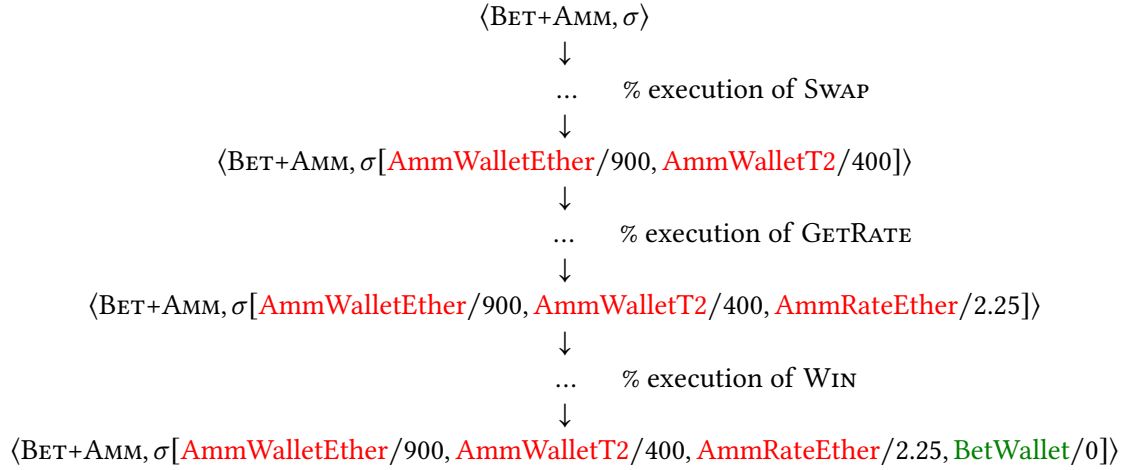 ⟨Bet+Amm, σ⟩
↓
... % execution of Swap
↓
⟨Bet+Amm, σ[AmmWalletEther/900, AmmWalletT2/400]⟩
↓
... % execution of GetRate
↓
⟨Bet+Amm, σ[AmmWalletEther/900, AmmWalletT2/400, AmmRateEther/2.25]⟩
↓
... % execution of Win
↓
⟨Bet+Amm, σ[AmmWalletEther/900, AmmWalletT2/400, AmmRateEther/2.25, BetWallet/0]⟩